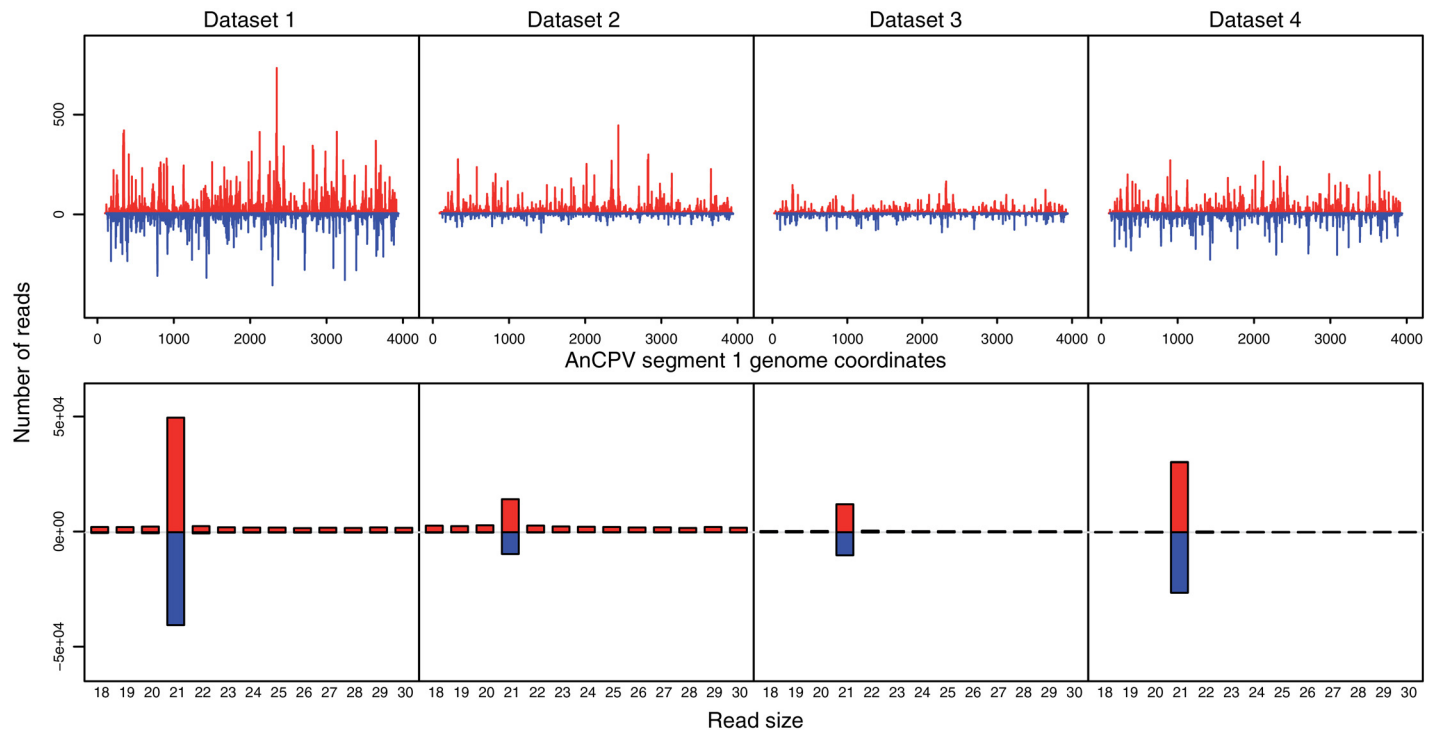 Dataset 1 Dataset 2 Dataset 3 Dataset 4
500
0
0 1000 2000 3000 4000 0 1000 2000 3000 4000 0 1000 2000 3000 4000 0 1000 2000 3000 4000
AnCPV segment 1 genome coordinates
Number of reads
5e+04
0e+00
−5e+04
18 19 20 21 22 23 24 25 26 27 28 29 30 18 19 20 21 22 23 24 25 26 27 28 29 30 18 19 20 21 22 23 24 25 26 27 28 29 30 18 19 20 21 22 23 24 25 26 27 28 29 30
Read size